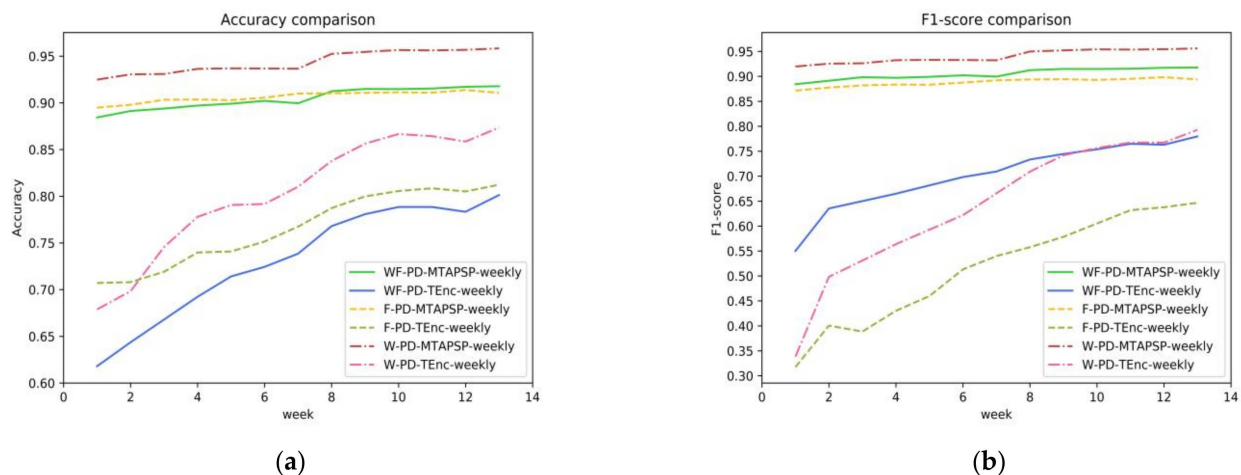 Accuracy comparison
0.95
0.90
0.85
0.80
0.75
0.70
0.65
0.60
Accuracy
0 2 4 6 8 10 12 14
week
WF-PD-MTAPSP-weekly
WF-PD-TEnc-weekly
F-PD-MTAPSP-weekly
F-PD-TEnc-weekly
W-PD-MTAPSP-weekly
W-PD-TEnc-weekly
(a)
F1-score comparison
0.95
0.90
0.85
0.80
0.75
0.70
0.65
0.60
0.55
0.50
0.45
0.40
0.35
0.30
F1-score
0 2 4 6 8 10 12 14
week
WF-PD-MTAPSP-weekly
WF-PD-TEnc-weekly
F-PD-MTAPSP-weekly
F-PD-TEnc-weekly
W-PD-MTAPSP-weekly
W-PD-TEnc-weekly
(b)